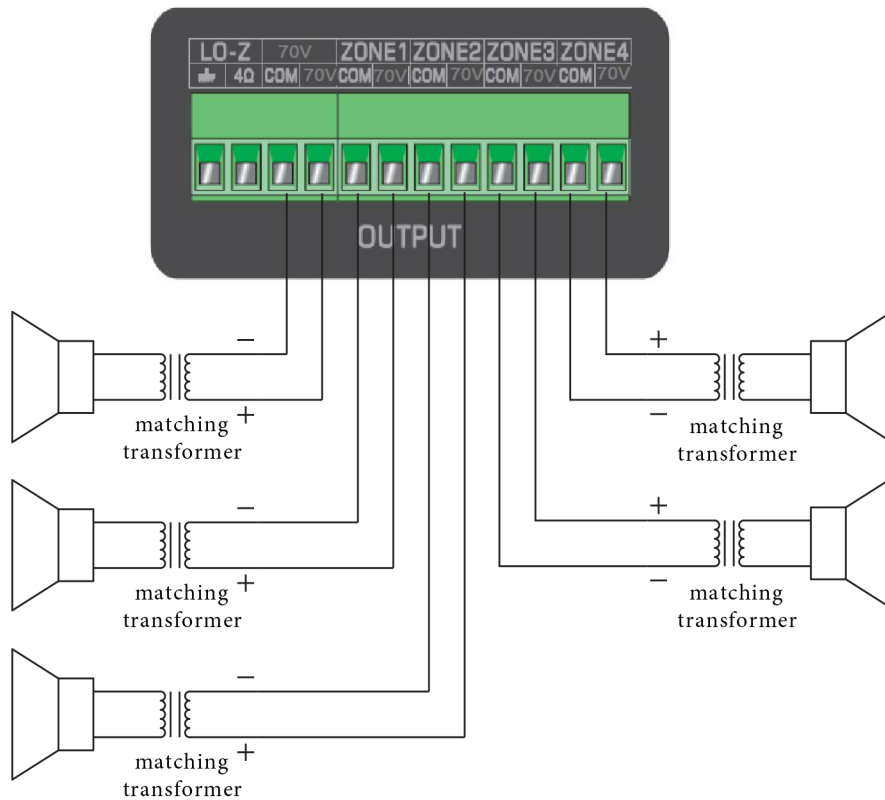 LO-Z 70V ZONE1 ZONE2 ZONE3 ZONE4
4Ω COM 70V COM 70V COM 70V COM 70V COM 70V
OUTPUT
−
+
matching
transformer
−
+
matching
transformer
−
+
matching
transformer
+
−
matching
transformer
+
−
matching
transformer